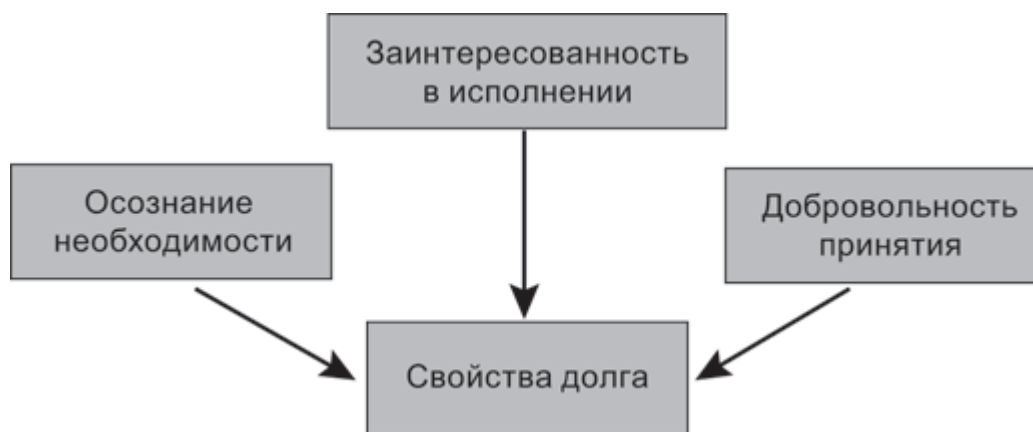 Заинтересованность
в исполнении
Осознание
необходимости
Добровольность
принятия
Свойства долга